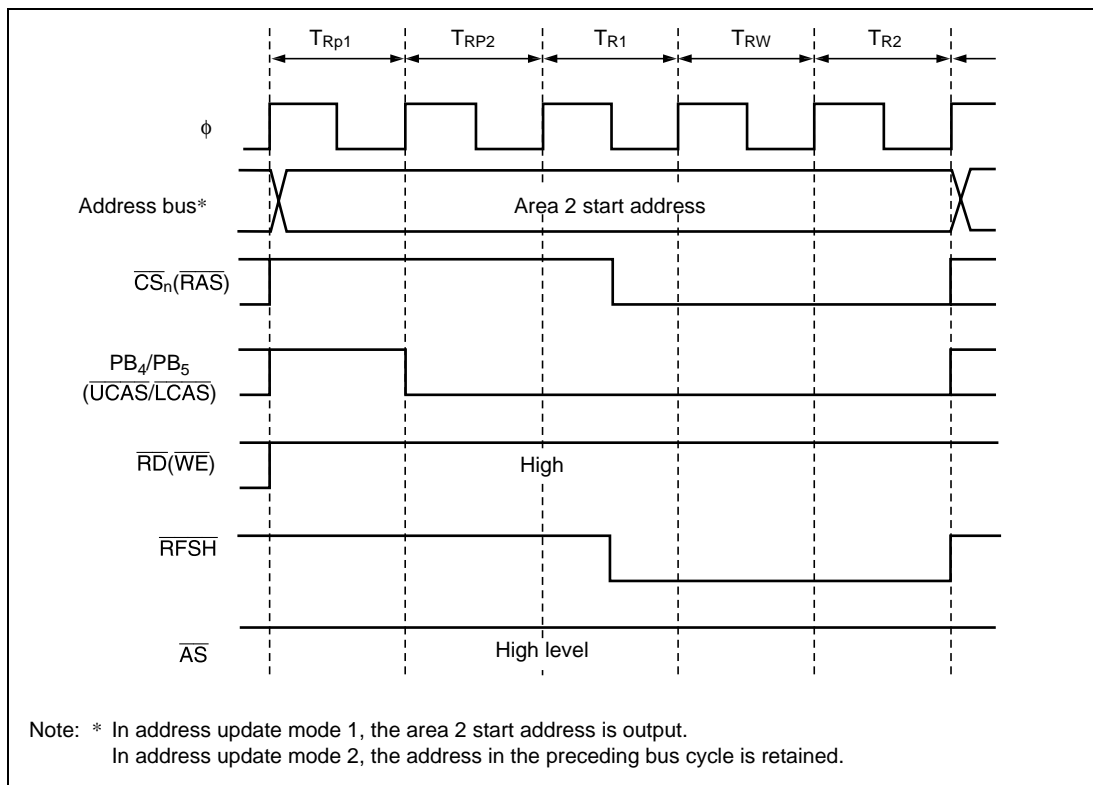 TRp1 TRP2 TR1 TRW TR2
ϕ
Address bus* Area 2 start address
CSn(RAS)
PB4/PB5
(UCAS/LCAS)
RD(WE) High
RFSH
AS High level
Note: * In address update mode 1, the area 2 start address is output.
In address update mode 2, the address in the preceding bus cycle is retained.